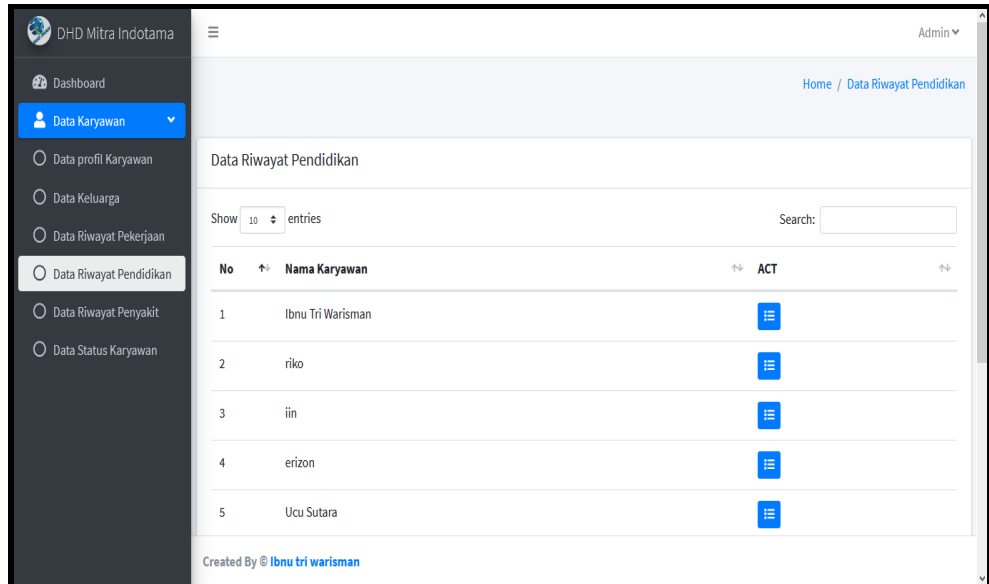 DHD Mitra Indotama
Admin
Dashboard
Home / Data Riwayat Pendidikan
Data Karyawan
Data profil Karyawan
Data Keluarga
Data Riwayat Pekerjaan
Data Riwayat Pendidikan
Data Riwayat Penyakit
Data Status Karyawan
Data Riwayat Pendidikan
Show 10 entries
Search:
No Nama Karyawan ACT
1 Ibnu Tri Warisman
2 riko
3 iin
4 erizon
5 Ucu Sutara
Created By © Ibnu tri warisman